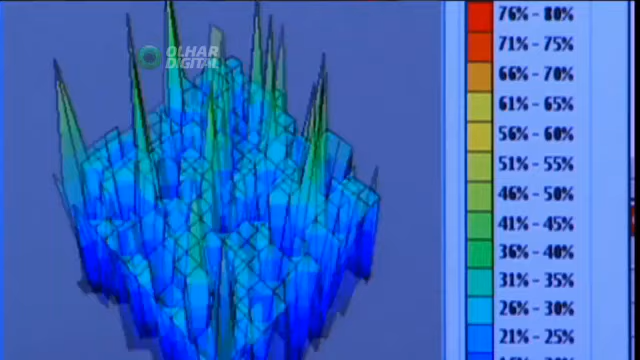 OLHAR
DIGITAL
76% - 80%
71% - 75%
66% - 70%
61% - 65%
56% - 60%
51% - 55%
46% - 50%
41% - 45%
36% - 40%
31% - 35%
26% - 30%
21% - 25%